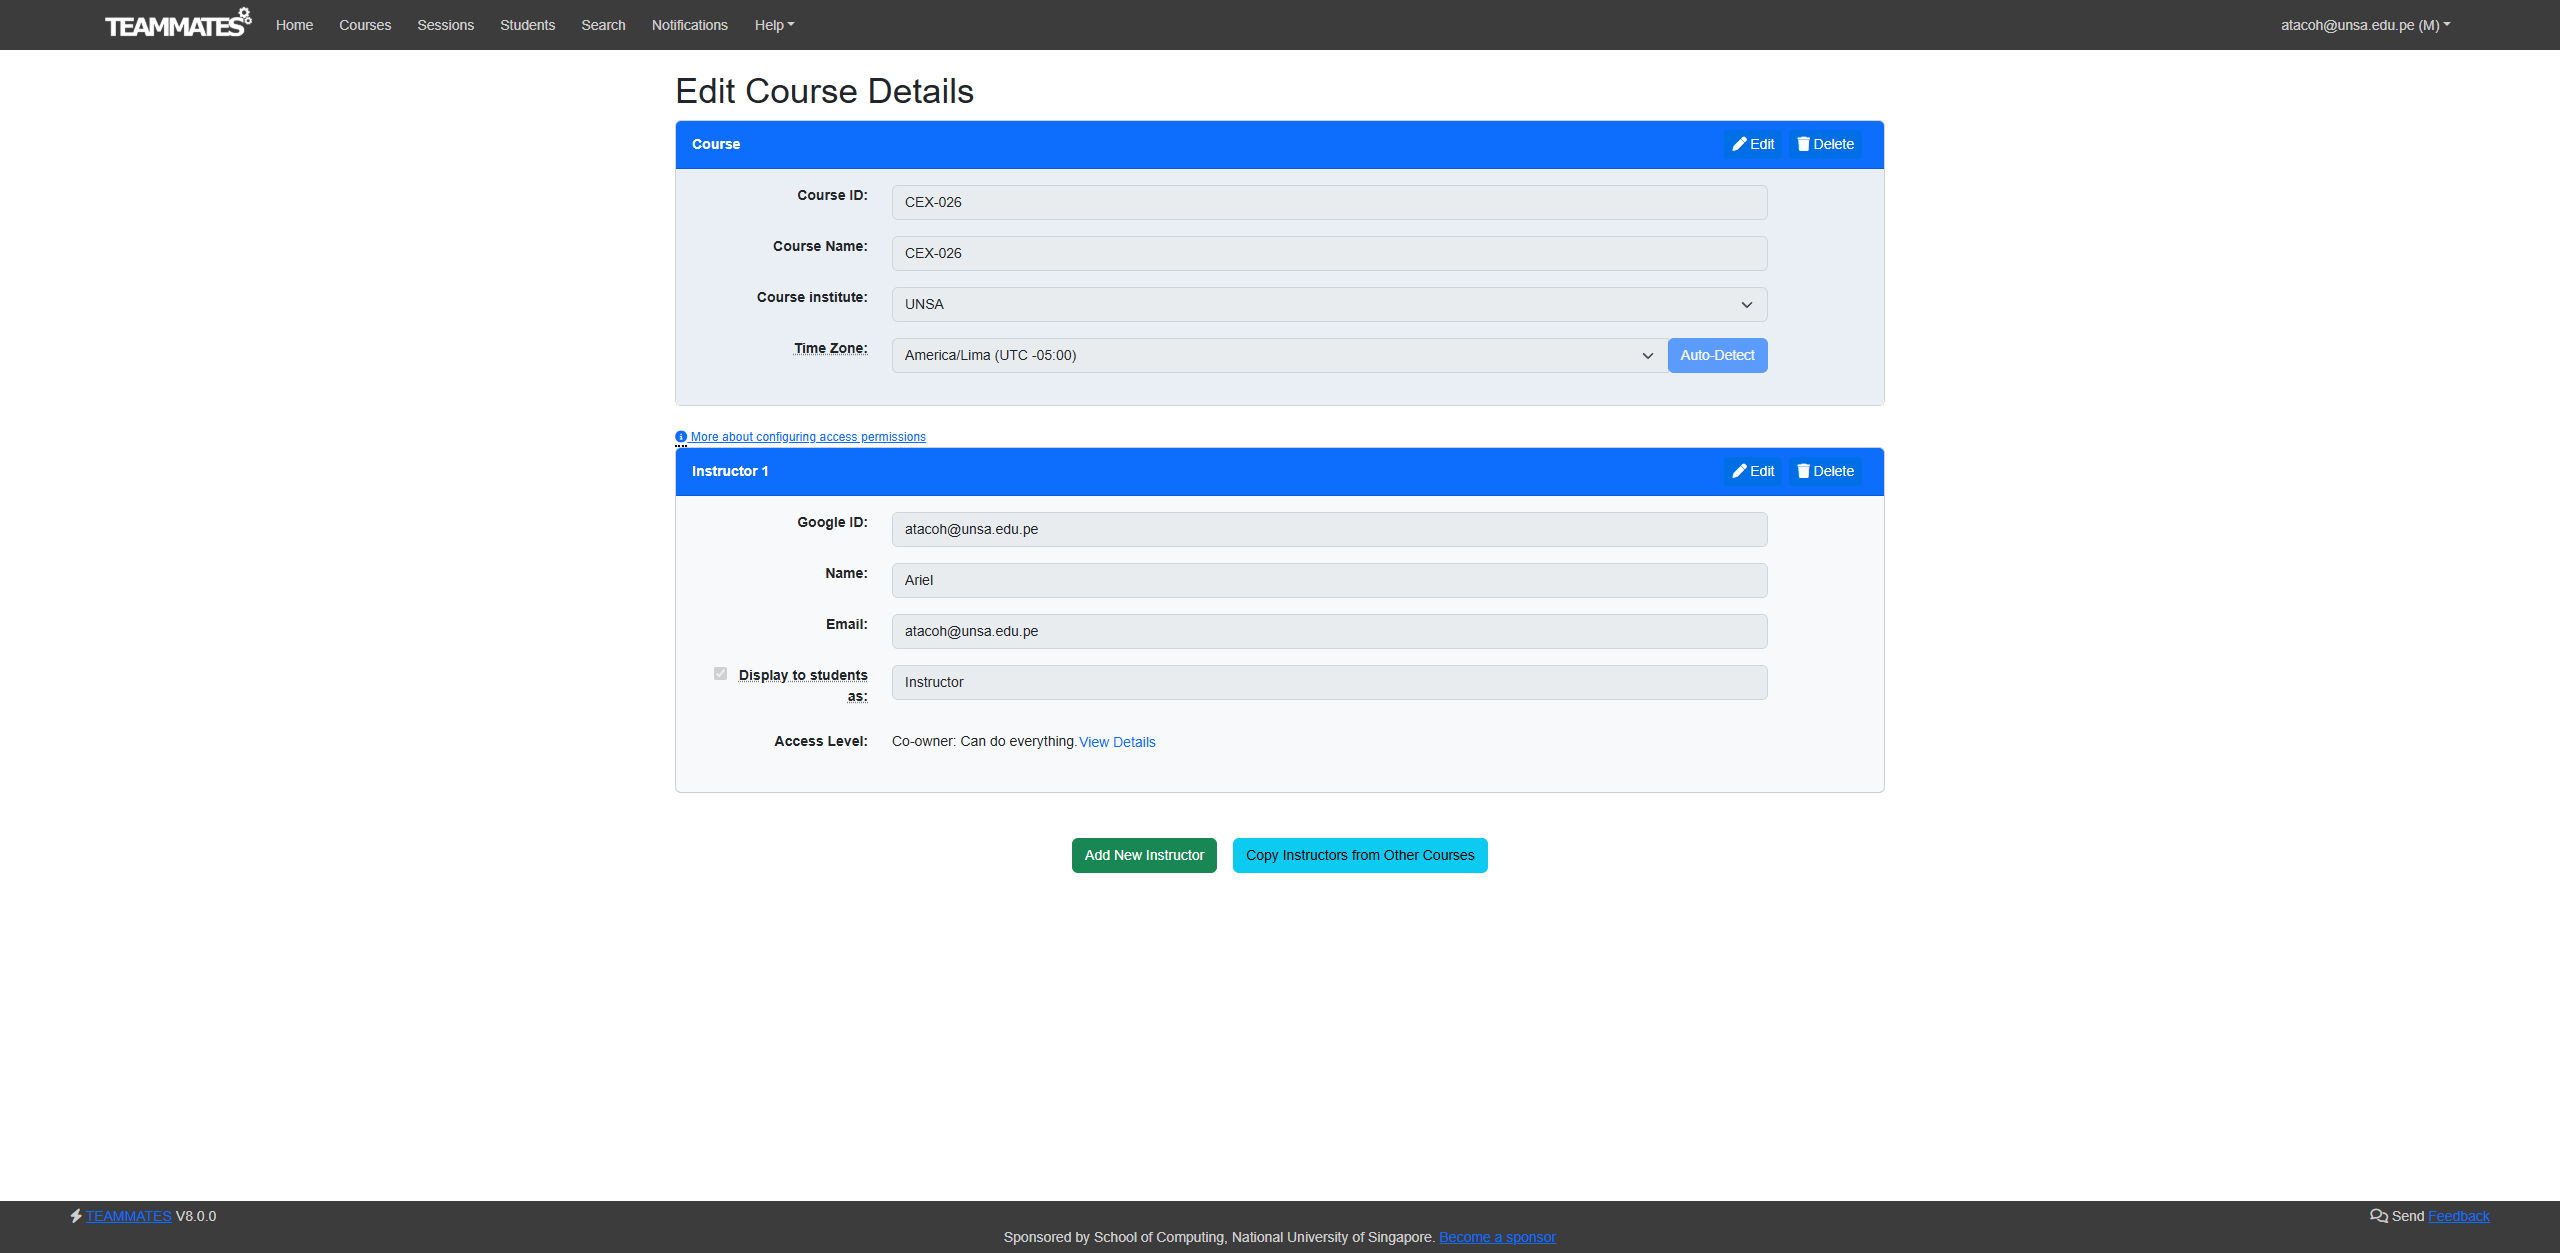 TEAMMATES Home Courses Sessions Students Search Notifications Help atacoh@unsa.edu.pe (M)
Edit Course Details
Course Edit Delete
Course ID: CEX-026
Course Name: CEX-026
Course institute: UNSA
Time Zone: America/Lima (UTC -05:00) Auto-Detect
More about configuring access permissions
Instructor 1 Edit Delete
Google ID: atacoh@unsa.edu.pe
Name: Ariel
Email: atacoh@unsa.edu.pe
Display to students as: Instructor
Access Level: Co-owner: Can do everything. View Details
Add New Instructor Copy Instructors from Other Courses
TEAMMATES V8.0.0 Send Feedback
Sponsored by School of Computing, National University of Singapore. Become a sponsor